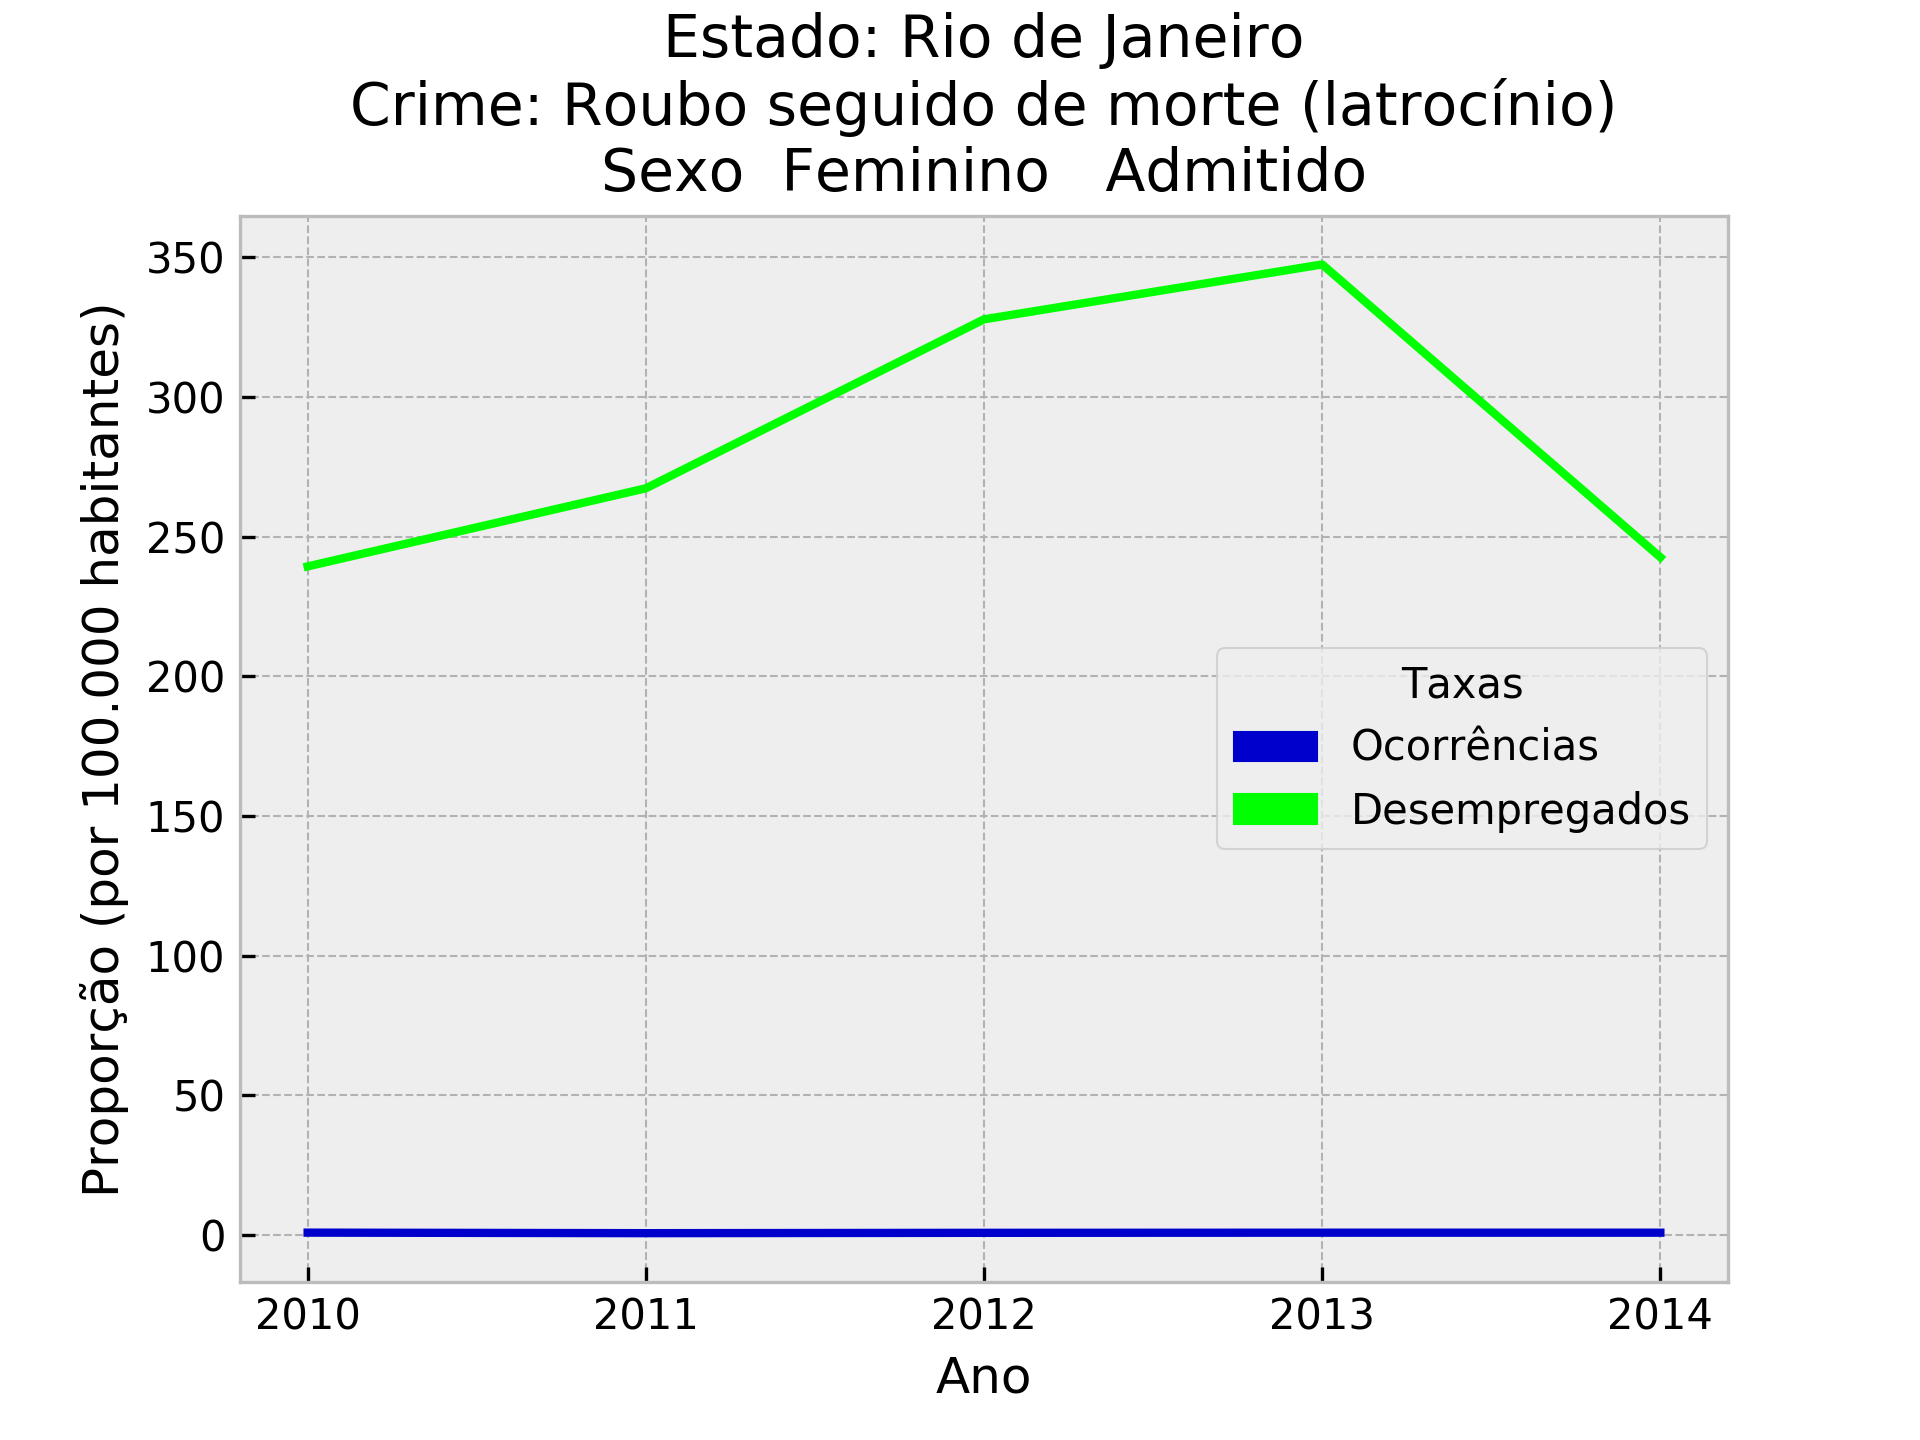 Estado: Rio de Janeiro
Crime: Roubo seguido de morte (latrocínio)
Sexo  Feminino   Admitido
Proporção (por 100.000 habitantes)
350
300
250
200
150
100
50
0
Taxas
Ocorrências
Desempregados
2010 2011 2012 2013 2014
Ano